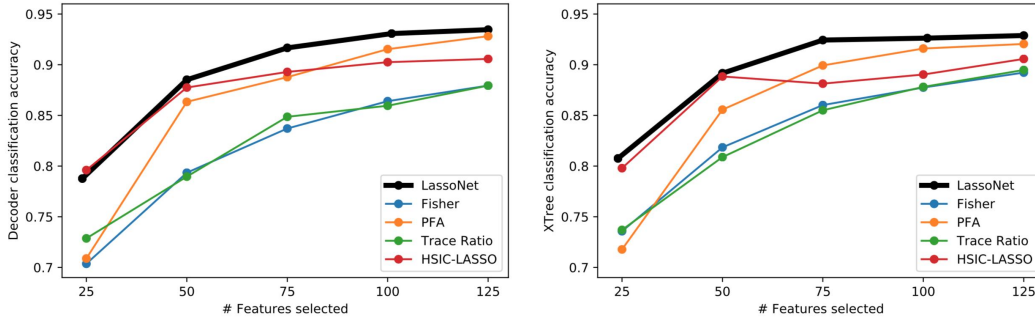 0.95
0.9
0.85
0.8
0.75
0.7
Decoder classification accuracy
25 50 75 100 125
# Features selected
LassoNet
Fisher
PFA
Trace Ratio
HSIC-LASSO
0.95
0.9
0.85
0.8
0.75
0.7
XTree classification accuracy
25 50 75 100 125
# Features selected
LassoNet
Fisher
PFA
Trace Ratio
HSIC-LASSO